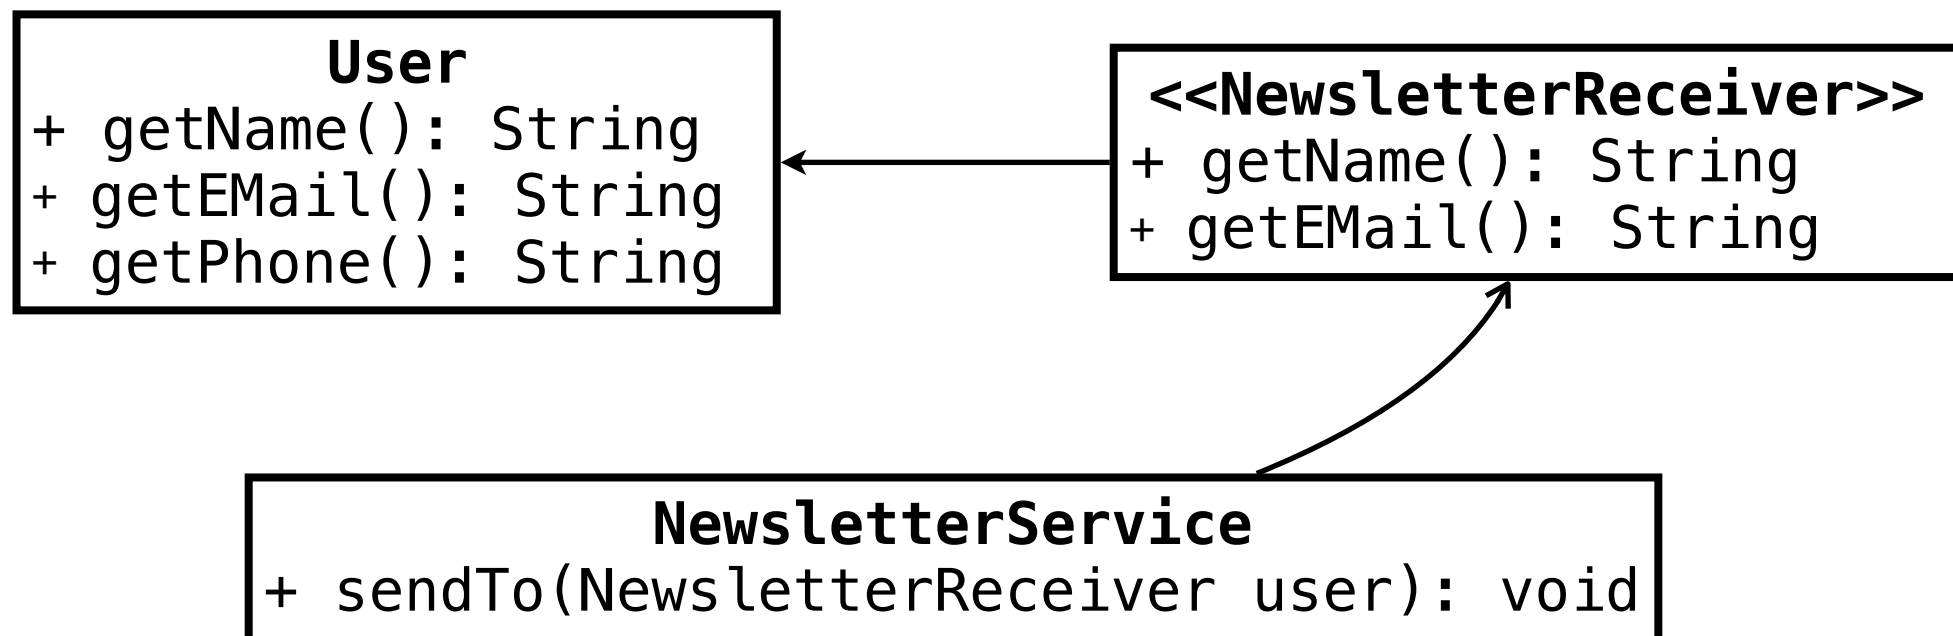 User
+ getName(): String
+ getEMail(): String
+ getPhone(): String
<<NewsletterReceiver>>
+ getName(): String
+ getEMail(): String
NewsletterService
+ sendTo(NewsletterReceiver user): void